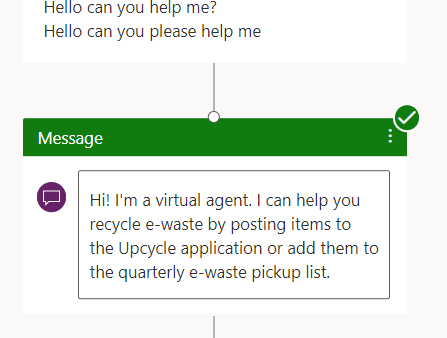 Hello can you help me?
Hello can you please help me
Message
Hi! I'm a virtual agent. I can help you
recycle e-waste by posting items to
the Upcycle application or add them to
the quarterly e-waste pickup list.